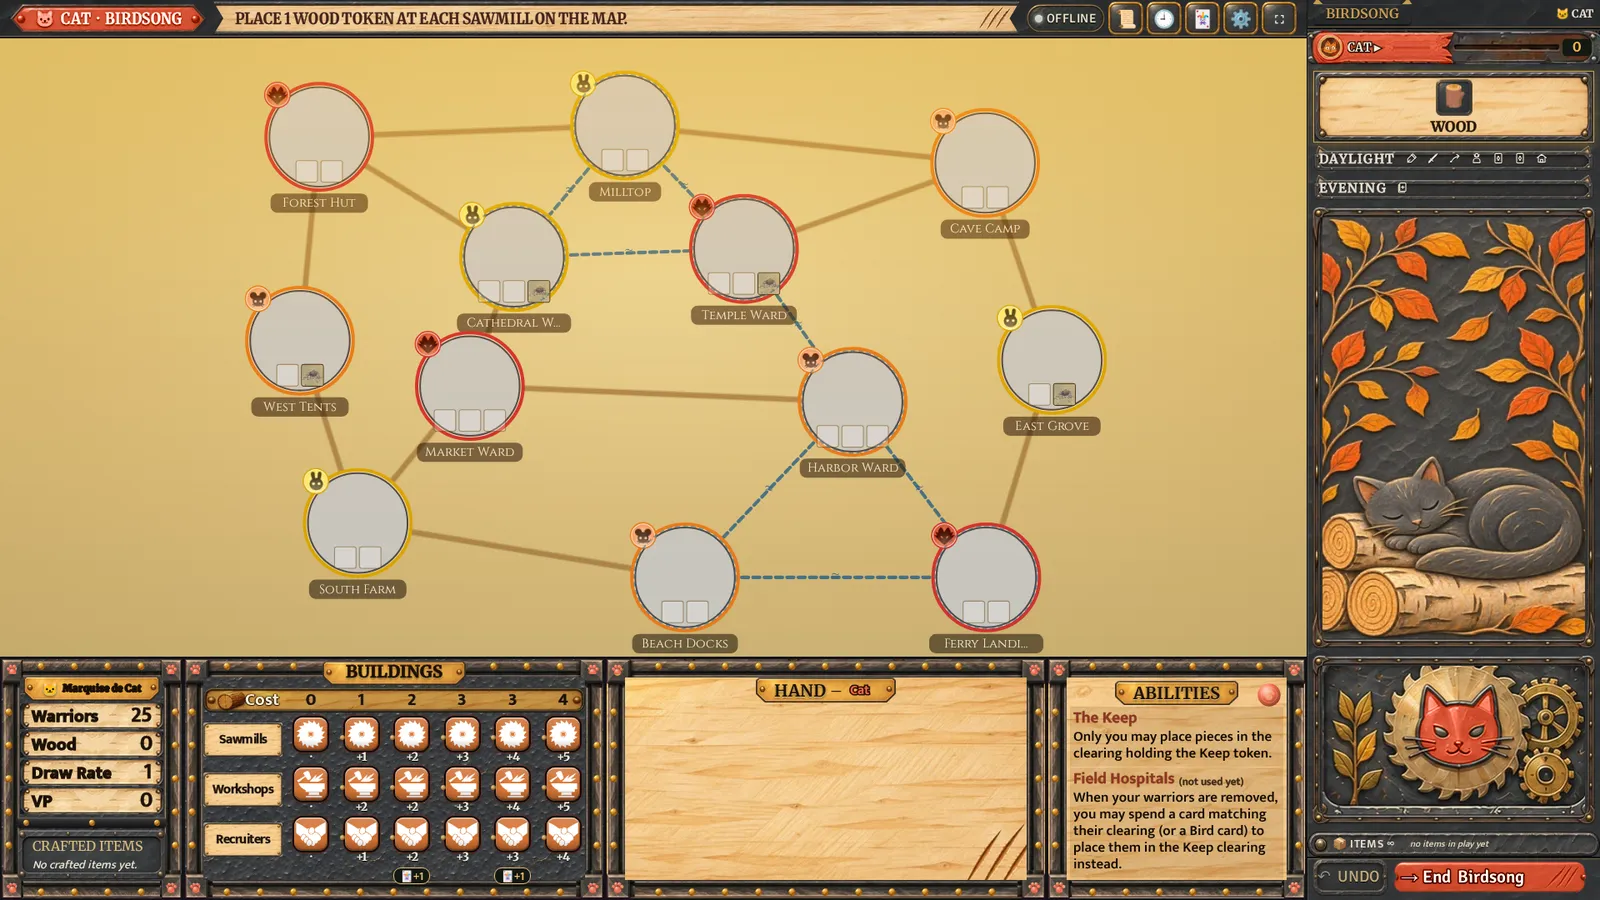 CAT · BIRDSONG
PLACE 1 WOOD TOKEN AT EACH SAWMILL ON THE MAP.
OFFLINE
BIRDSONG
CAT
CAT▸
0
WOOD
DAYLIGHT
EVENING
FOREST HUT
MILLTOP
CAVE CAMP
CATHEDRAL W...
TEMPLE WARD
WEST TENTS
MARKET WARD
HARBOR WARD
EAST GROVE
SOUTH FARM
BEACH DOCKS
FERRY LANDI...
Marquise de Cat
Warriors 25
Wood 0
Draw Rate 1
VP 0
CRAFTED ITEMS
No crafted items yet.
BUILDINGS
Cost 0 1 2 3 3 4
Sawmills
· +1 +2 +3 +4 +5
Workshops
· +2 +2 +3 +4 +5
Recruiters
· +1 +2 +3 +3 +4
+1 +1
HAND – Cat
ABILITIES
The Keep
Only you may place pieces in the
clearing holding the Keep token.
Field Hospitals (not used yet)
When your warriors are removed,
you may spend a card matching
their clearing (or a Bird card) to
place them in the Keep clearing
instead.
ITEMS ∞ no items in play yet
UNDO
→ End Birdsong